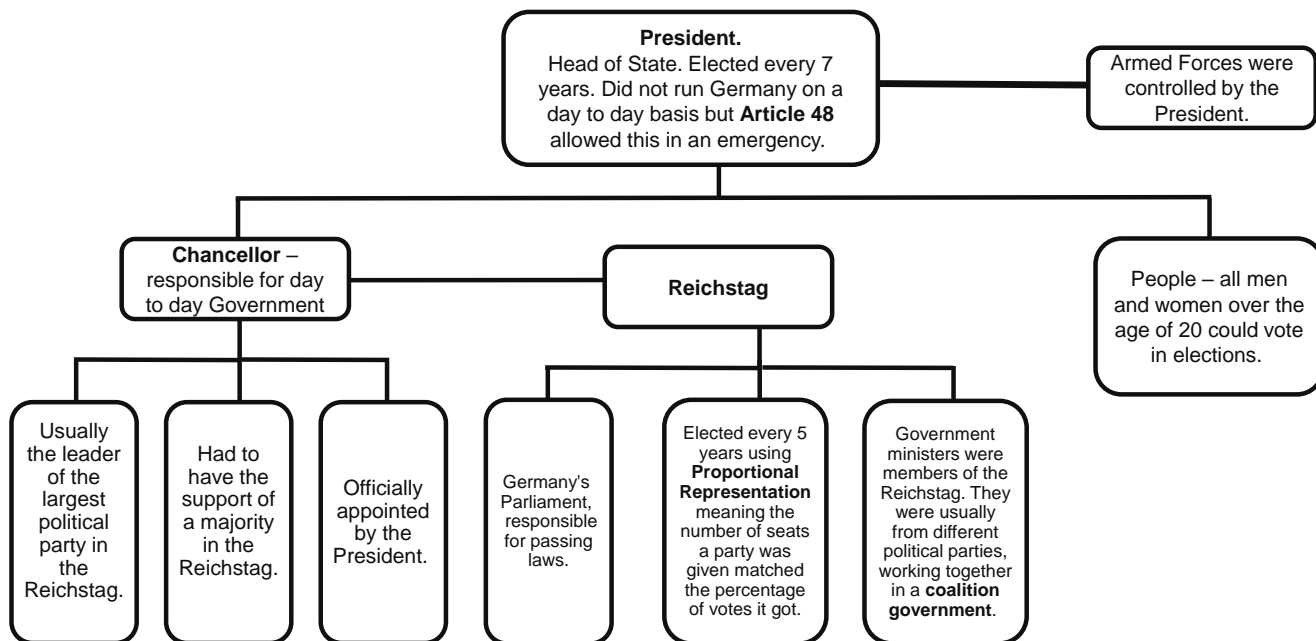 President.
Head of State. Elected every 7
years. Did not run Germany on a
day to day basis but Article 48
allowed this in an emergency.
Armed Forces were
controlled by the
President.
Chancellor –
responsible for day
to day Government
Reichstag
People – all men
and women over the
age of 20 could vote
in elections.
Usually
the leader
of the
largest
political
party in
the
Reichstag.
Had to
have the
support of
a majority
in the
Reichstag.
Officially
appointed
by the
President.
Germany's
Parliament,
responsible
for passing
laws.
Elected every 5
years using
Proportional
Representation
meaning the
number of seats
a party was
given matched
the percentage
of votes it got.
Government
ministers were
members of the
Reichstag. They
were usually
from different
political parties,
working together
in a coalition
government.